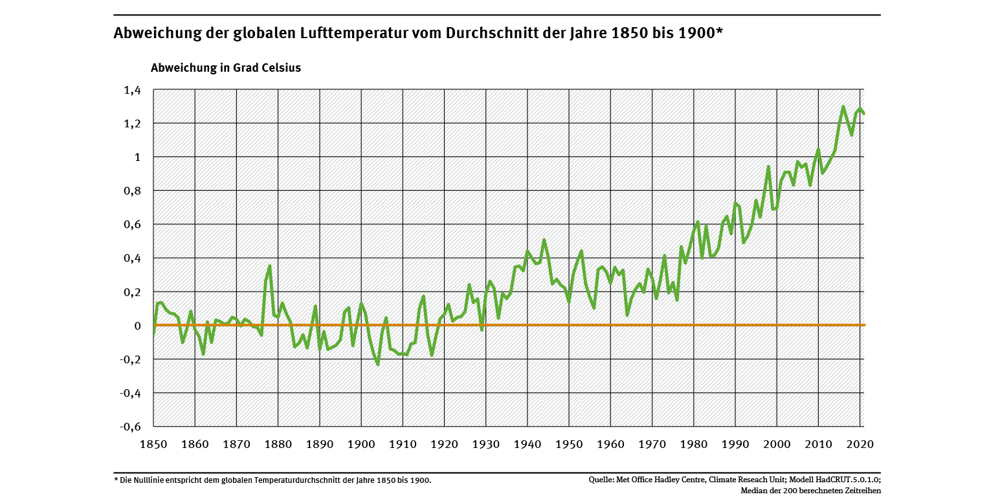 Abweichung der globalen Lufttemperatur vom Durchschnitt der Jahre 1850 bis 1900*
Abweichung in Grad Celsius
1,4
1,2
1
0,8
0,6
0,4
0,2
0
-0,2
-0,4
-0,6
1850 1860 1870 1880 1890 1900 1910 1920 1930 1940 1950 1960 1970 1980 1990 2000 2010 2020
* Die Nulllinie entspricht dem globalen Temperaturdurchschnitt der Jahre 1850 bis 1900.
Quelle: Met Office Hadley Centre, Climate Reseach Unit; Modell HadCRUT.5.0.1.0;
Median der 200 berechneten Zeitreihen